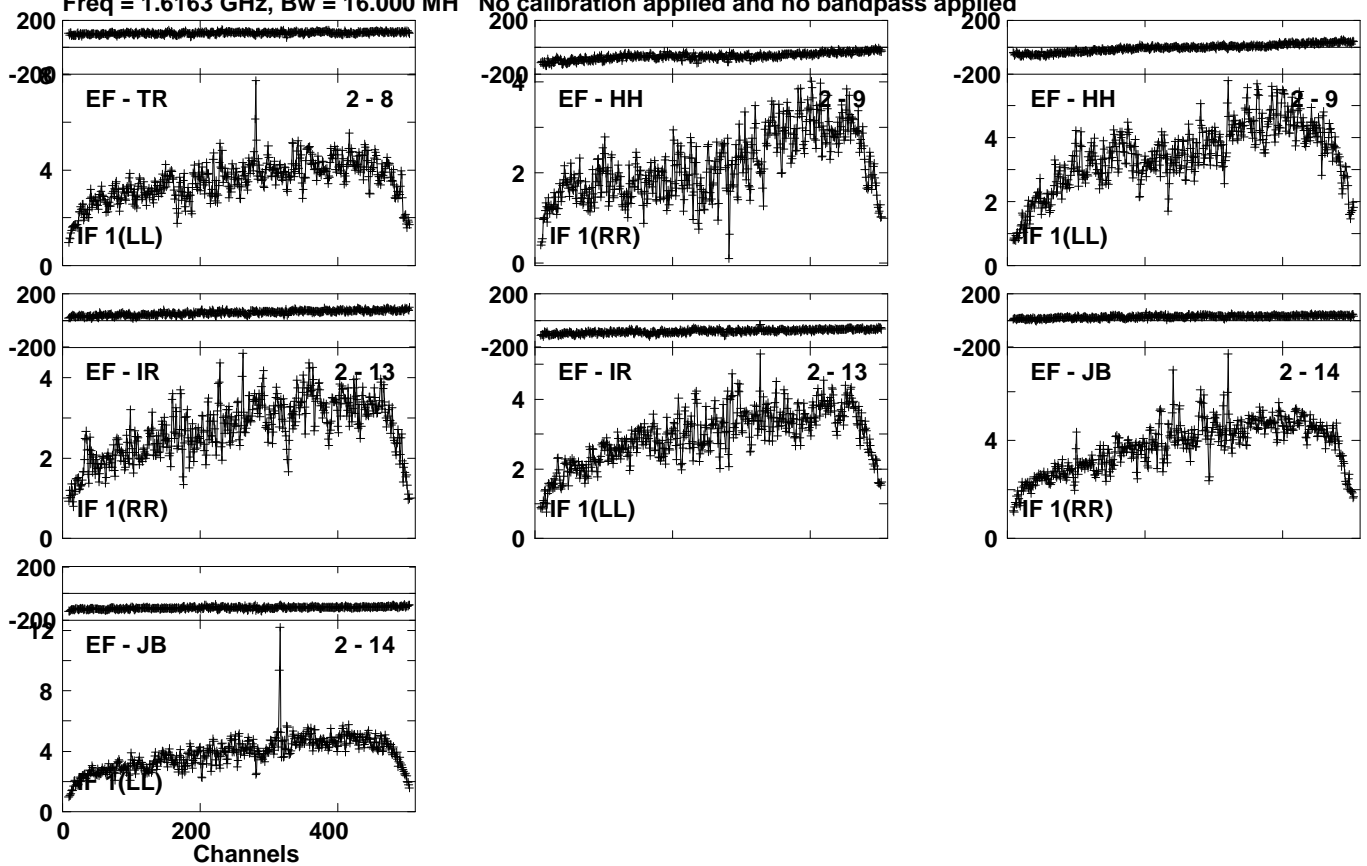 Freq = 1.6163 GHz, Bw = 16.000 MH No calibration applied and no bandpass applied
200
-200
8
EF - TR 2 - 8
4
IF 1(LL)
0
-200
4
EF - HH 2 - 9
2
IF 1(RR)
0
200
-200
EF - HH 2 - 9
4
2
IF 1(LL)
0
200
-200
EF - IR 2 - 13
4
2
IF 1(RR)
0
200
-200
EF - IR 2 - 13
4
2
IF 1(LL)
0
200
-200
EF - JB 2 - 14
4
IF 1(RR)
0
200
-200
12
EF - JB 2 - 14
8
4
IF 1(LL)
0
0 200 400
Channels